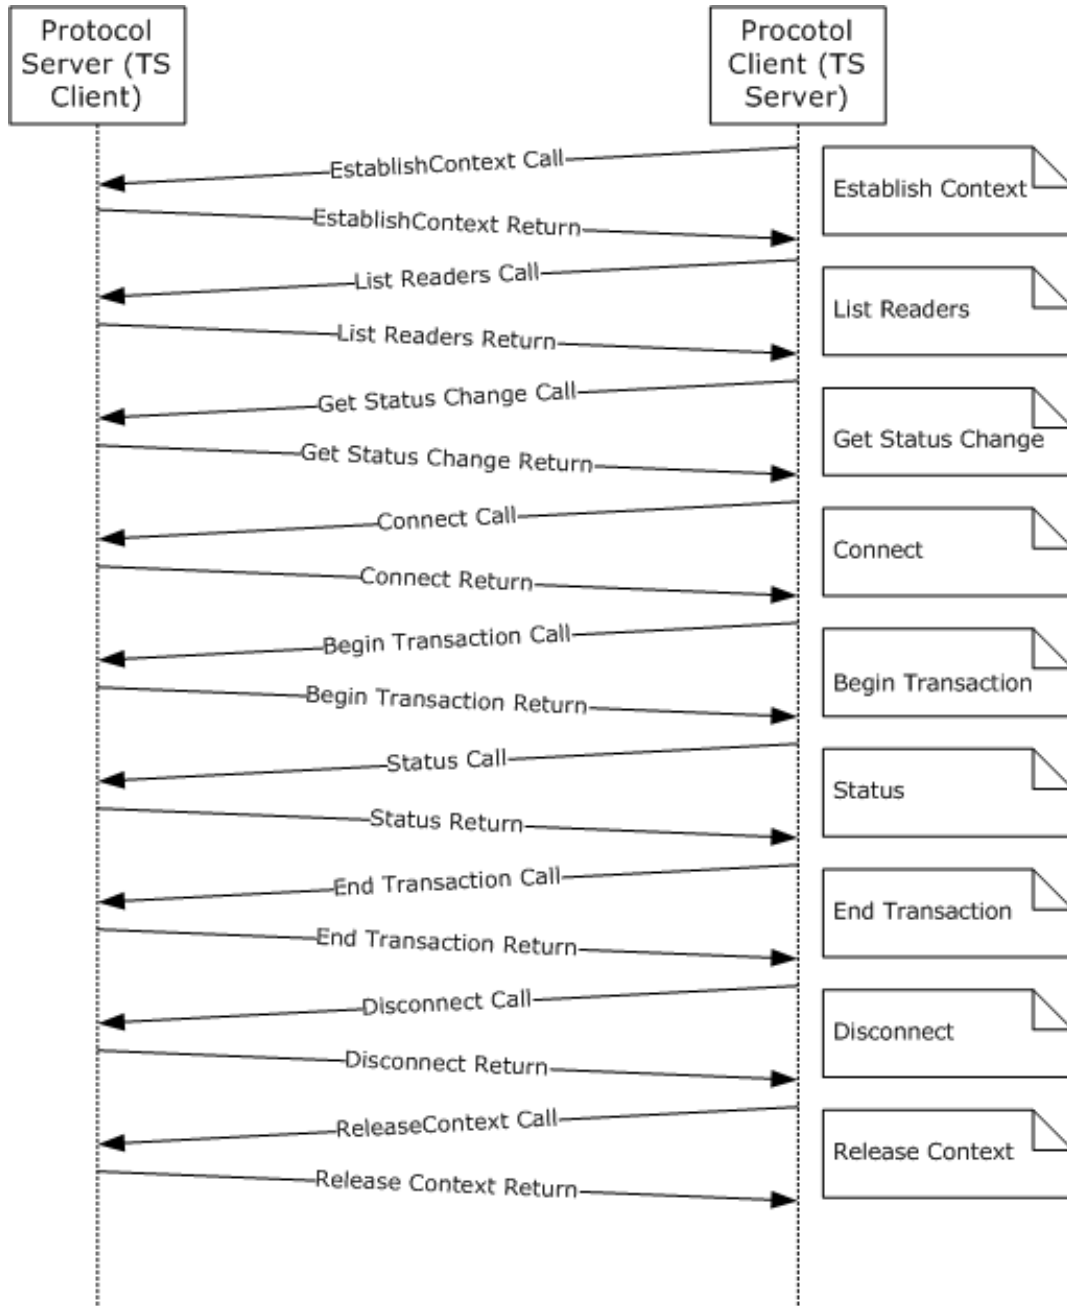 Protocol
Server (TS
Client)
Procotol
Client (TS
Server)
EstablishContext Call
Establish Context
EstablishContext Return
List Readers Call
List Readers
List Readers Return
Get Status Change Call
Get Status Change
Get Status Change Return
Connect Call
Connect
Connect Return
Begin Transaction Call
Begin Transaction
Begin Transaction Return
Status Call
Status
Status Return
End Transaction Call
End Transaction
End Transaction Return
Disconnect Call
Disconnect
Disconnect Return
ReleaseContext Call
Release Context
Release Context Return